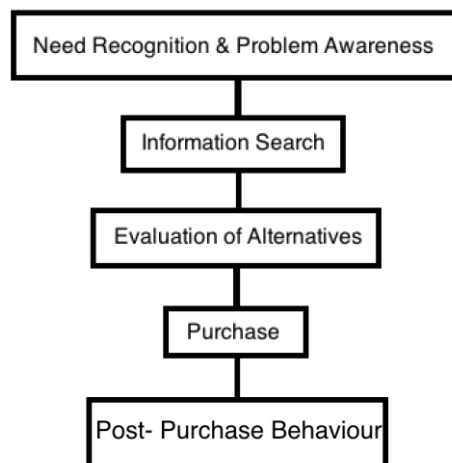 Need Recognition & Problem Awareness
Information Search
Evaluation of Alternatives
Purchase
Post- Purchase Behaviour